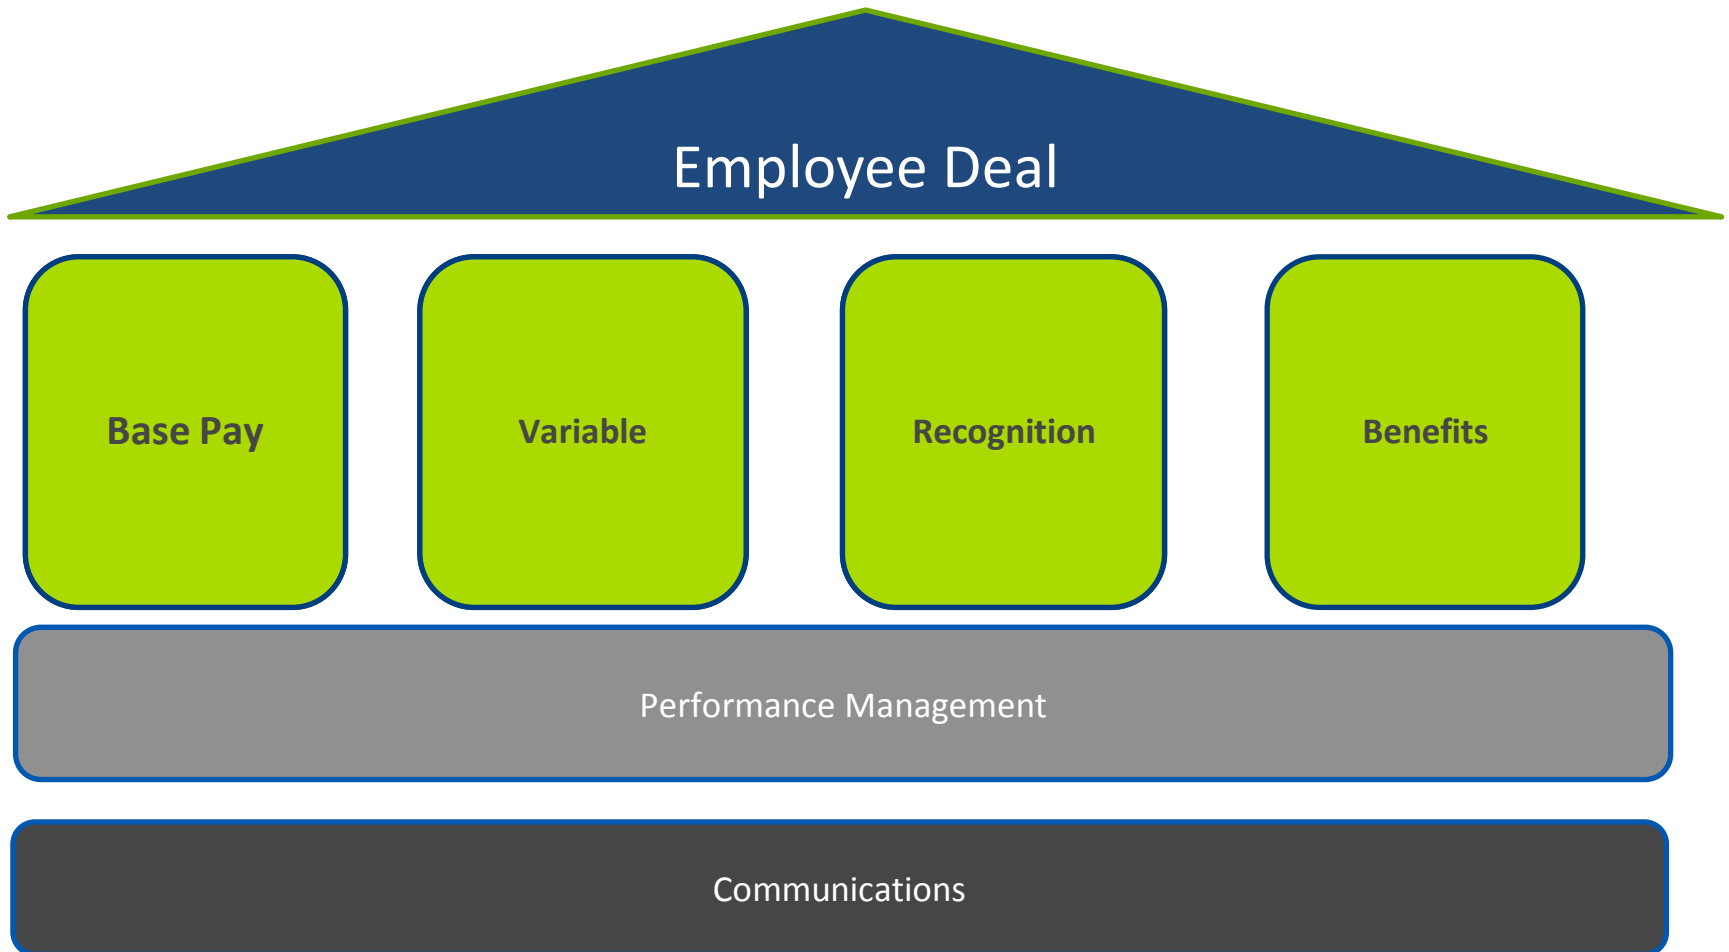 Employee Deal
Base Pay
Variable
Recognition
Benefits
Performance Management
Communications